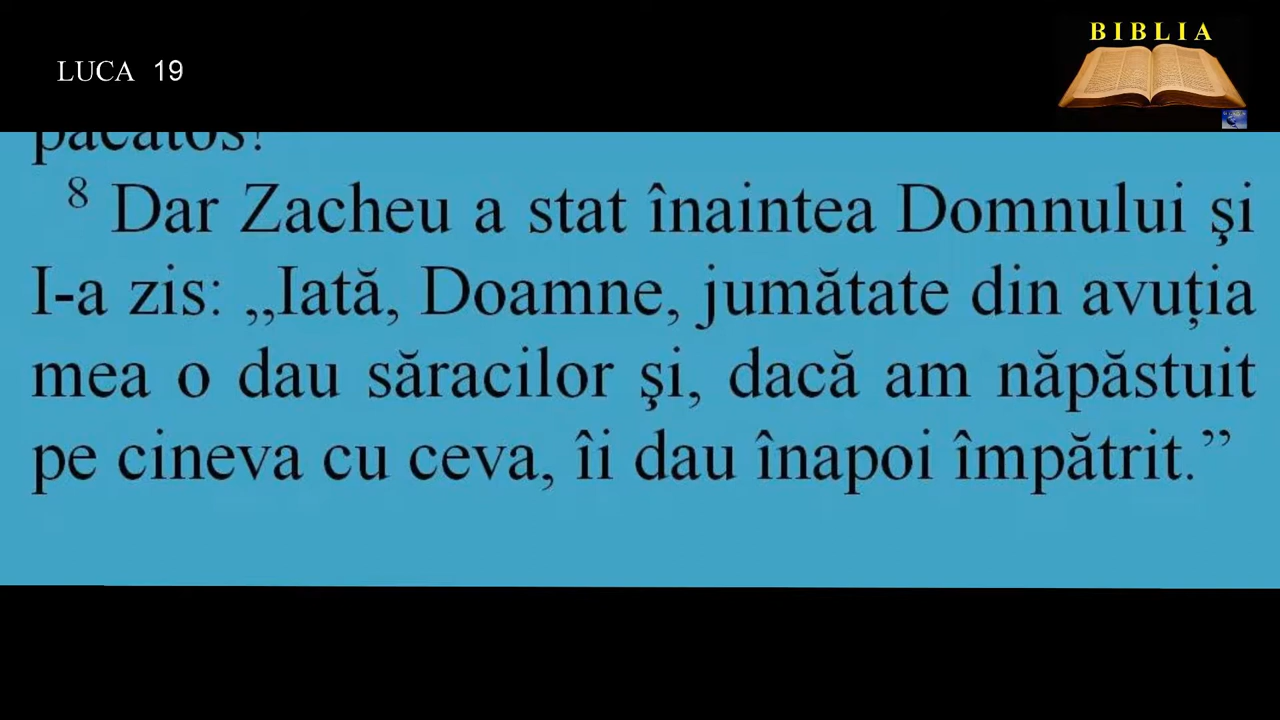 BIBLIA
LUCA 19
păcătos!
8 Dar Zacheu a stat înaintea Domnului şi
I-a zis: „Iată, Doamne, jumătate din avuția
mea o dau săracilor şi, dacă am năpăstuit
pe cineva cu ceva, îi dau înapoi împătrit.”